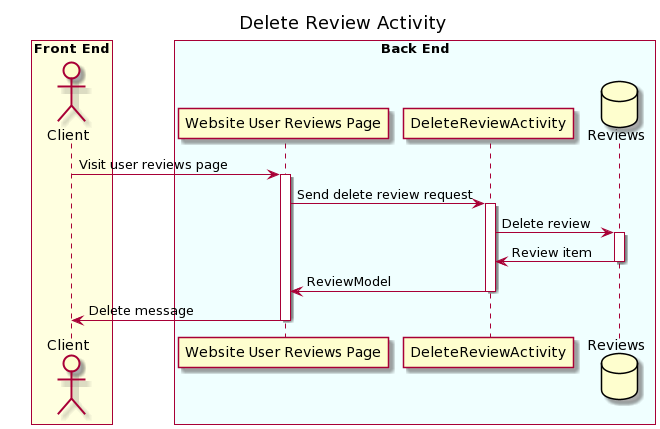 Delete Review Activity
Front End
Back End
Client
Website User Reviews Page
DeleteReviewActivity
Reviews
Visit user reviews page
Send delete review request
Delete review
Review item
ReviewModel
Delete message
Client
Website User Reviews Page
DeleteReviewActivity
Reviews